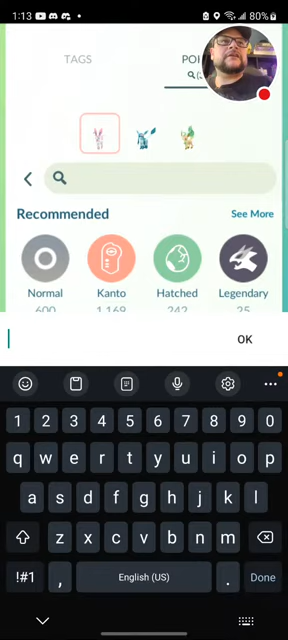 1:13
80%
TAGS
PO
Recommended
See More
Normal
Kanto
Hatched
Legendary
600
1,169
242
25
OK
1 2 3 4 5 6 7 8 9 0
q w e r t y u i o p
a s d f g h j k l
z x c v b n m
!#1 , English (US) . Done